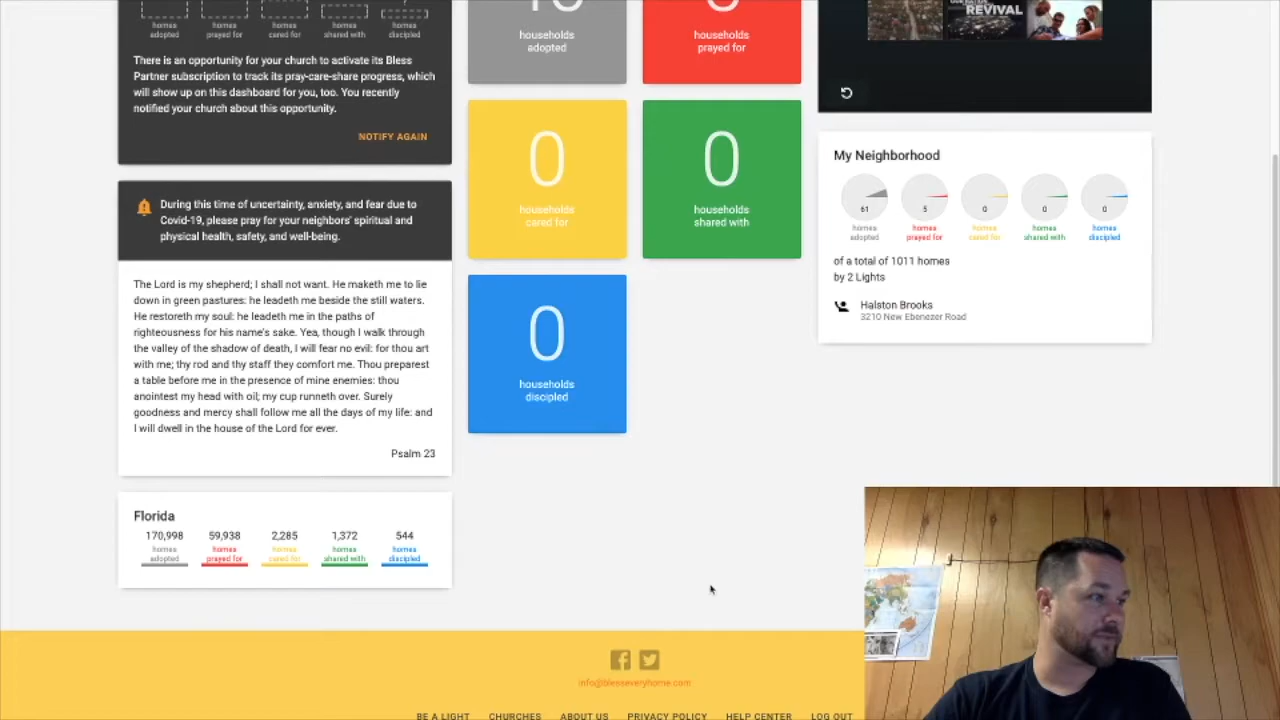 homes
adopted
homes
prayed for
homes
cared for
homes
shared with
homes
discipled
There is an opportunity for your church to activate its Bless
Partner subscription to track its pray-care-share progress, which
will show up on this dashboard for you, too. You recently
notified your church about this opportunity.
NOTIFY AGAIN
During this time of uncertainty, anxiety, and fear due to
Covid-19, please pray for your neighbors' spiritual and
physical health, safety, and well-being.
The Lord is my shepherd; I shall not want. He maketh me to lie
down in green pastures: he leadeth me beside the still waters.
He restoreth my soul: he leadeth me in the paths of
righteousness for his name's sake. Yea, though I walk through
the valley of the shadow of death, I will fear no evil: for thou art
with me; thy rod and thy staff they comfort me. Thou preparest
a table before me in the presence of mine enemies: thou
anointest my head with oil; my cup runneth over. Surely
goodness and mercy shall follow me all the days of my life: and
I will dwell in the house of the Lord for ever.
Psalm 23
Florida
170,998
homes
adopted
59,938
homes
prayed for
2,285
homes
cared for
1,372
homes
shared with
544
homes
discipled
households
adopted
households
prayed for
0
households
cared for
0
households
shared with
0
households
discipled
REVIVAL
My Neighborhood
61
homes
adopted
5
homes
prayed for
0
homes
cared for
0
homes
shared with
0
homes
discipled
of a total of 1011 homes
by 2 Lights
Halston Brooks
3210 New Ebenezer Road
info@blesseveryhome.com
BE A LIGHT CHURCHES ABOUT US PRIVACY POLICY HELP CENTER LOG OUT